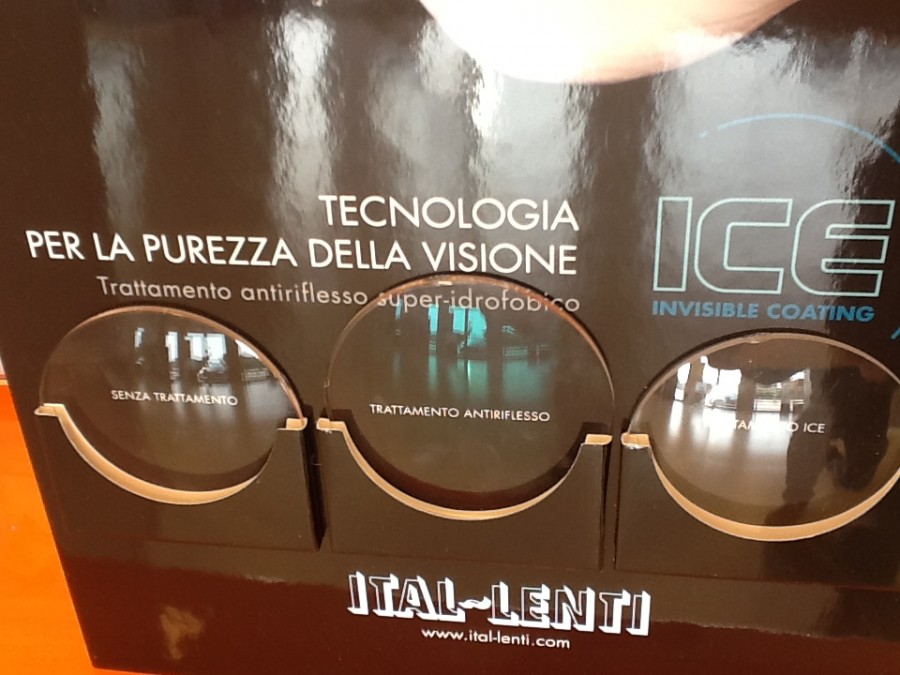 TECNOLOGIA
PER LA PUREZZA DELLA VISIONE
Trattamento antiriflesso super-idrofobico
ICE
INVISIBLE COATING
SENZA TRATTAMENTO
TRATTAMENTO ANTIRIFLESSO
ICE
ITAL-LENTI
www.ital-lenti.com